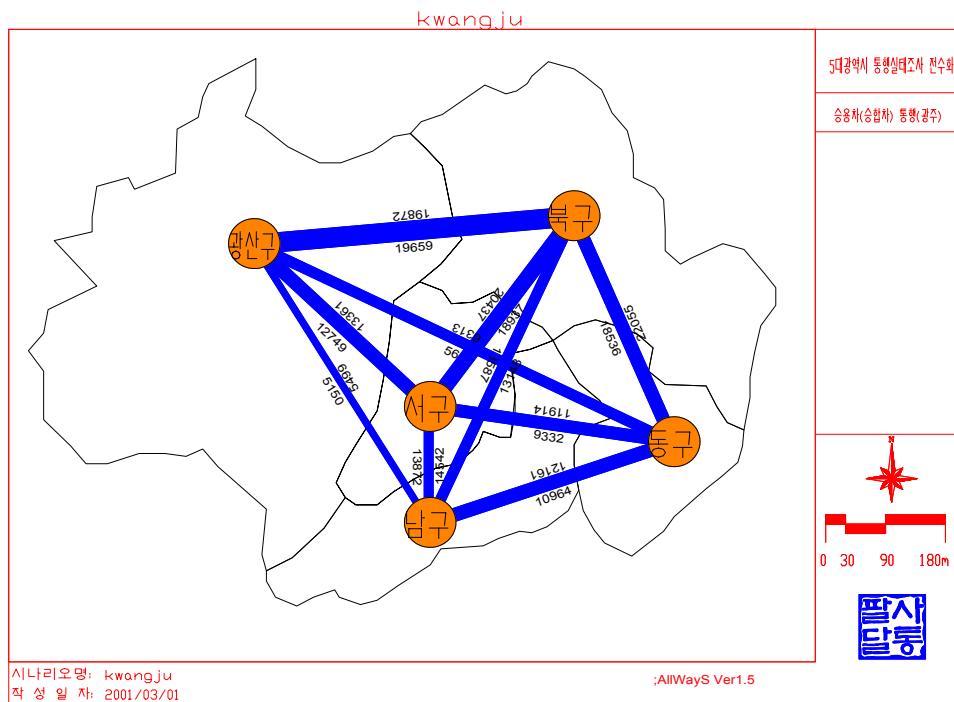 kwangju
5대광역시 통행실태조사 전수화
승용차(승합차) 통행(광주)
19872
19659
북구
광산구
13361
12749
5499
5150
20437
18937
22055
18536
서구
11914
9332
동구
13872
14542
12161
10964
남구
N
0 30 90 180m
팔사
달통
시나리오명: kwangju
작 성 일 자: 2001/03/01
;AllWayS Ver1.5